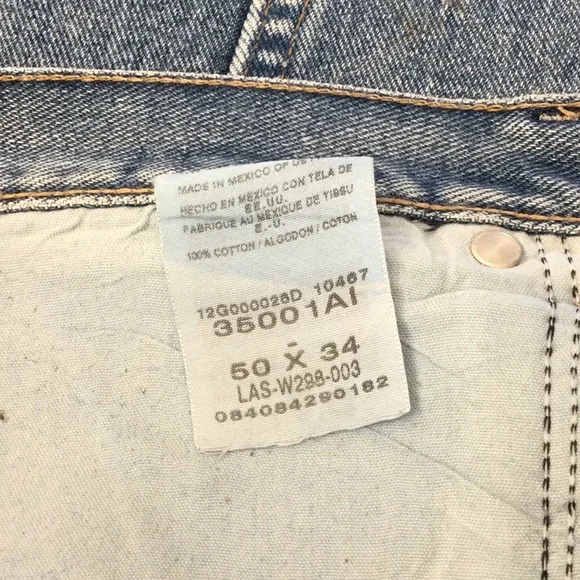 MADE IN MEXICO OF
HECHO EN MEXICO CON TELA DE
EE.UU.
FABRIQUE AU MEXIQUE DE TISSU
E.-U.
100% COTTON / ALGODON / COTON
12G000026D 10467
35001AI
-
50 X 34
LAS-W298-003
084084290182